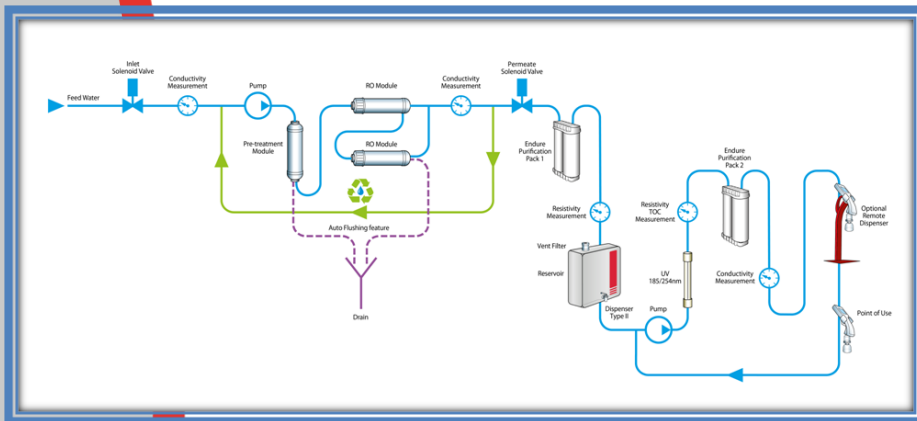 Inlet
Solenoid Valve
Feed Water
Conductivity
Measurement
Pump
Pre-treatment
Module
RO Module
RO Module
Conductivity
Measurement
Permeate
Solenoid Valve
Auto Flushing feature
Drain
Endure
Purification
Pack 1
Resistivity
Measurement
Vent Filter
Reservoir
Dispenser
Type II
Pump
UV
185/254nm
Resistivity
TOC
Measurement
Endure
Purification
Pack 2
Conductivity
Measurement
Optional
Remote
Dispenser
Point of Use